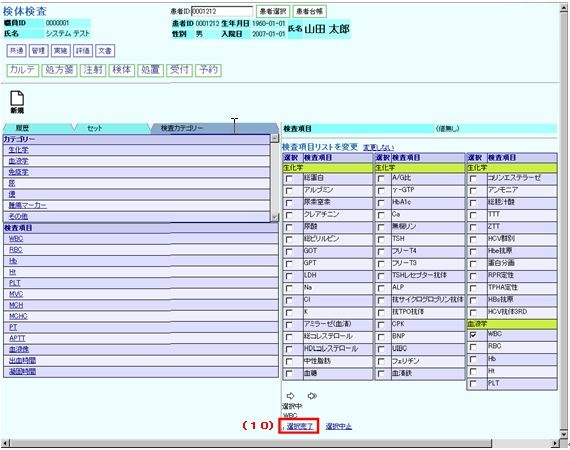 検体検査
患者ID 0001212 患者選択 患者台帳
職員ID 0000001
氏名 システム テスト
患者ID 0001212 生年月日 1960-01-01
性別 男 入院日 2007-01-01
氏名 山田 太郎
共通 管理 実施 評価 文書
カルテ 処方箋 注射 検体 処置 受付 予約
新規
履歴 セット 検査カテゴリー
カテゴリー
生化学
血液学
免疫学
尿
便
腫瘍マーカー
その他
検査項目
WBC
RBC
Hb
Ht
PLT
MVC
MCH
MCHC
PT
APTT
血液像
出血時間
凝固時間
検査項目 (値無し)
検査項目リストを変更 変更しない
選択 検査項目
生化学
総蛋白
アルブミン
尿素窒素
クレアチニン
尿酸
総ビリルビン
GOT
GPT
LDH
Na
Cl
K
アミラーゼ(血清)
総コレステロール
HDLコレステロール
中性脂肪
血糖
選択 検査項目
生化学
A/G比
γ-GTP
HbA1c
Ca
無機リン
TSH
フリーT4
フリーT3
TSHレセプター抗体
ALP
抗サイクログロブリン抗体
抗TPO抗体
CPK
BNP
UIBC
フェリチン
血清鉄
選択 検査項目
生化学
コリンエステラーゼ
アンモニア
総胆汁酸
TTT
ZTT
HCV群別
Hbe抗原
蛋白分画
RPR定性
TPHA定性
HBs抗原
HCV抗体3RD
血液学
WBC
RBC
Hb
Ht
PLT
選択中:
WBC
(10) 選択完了 選択中止